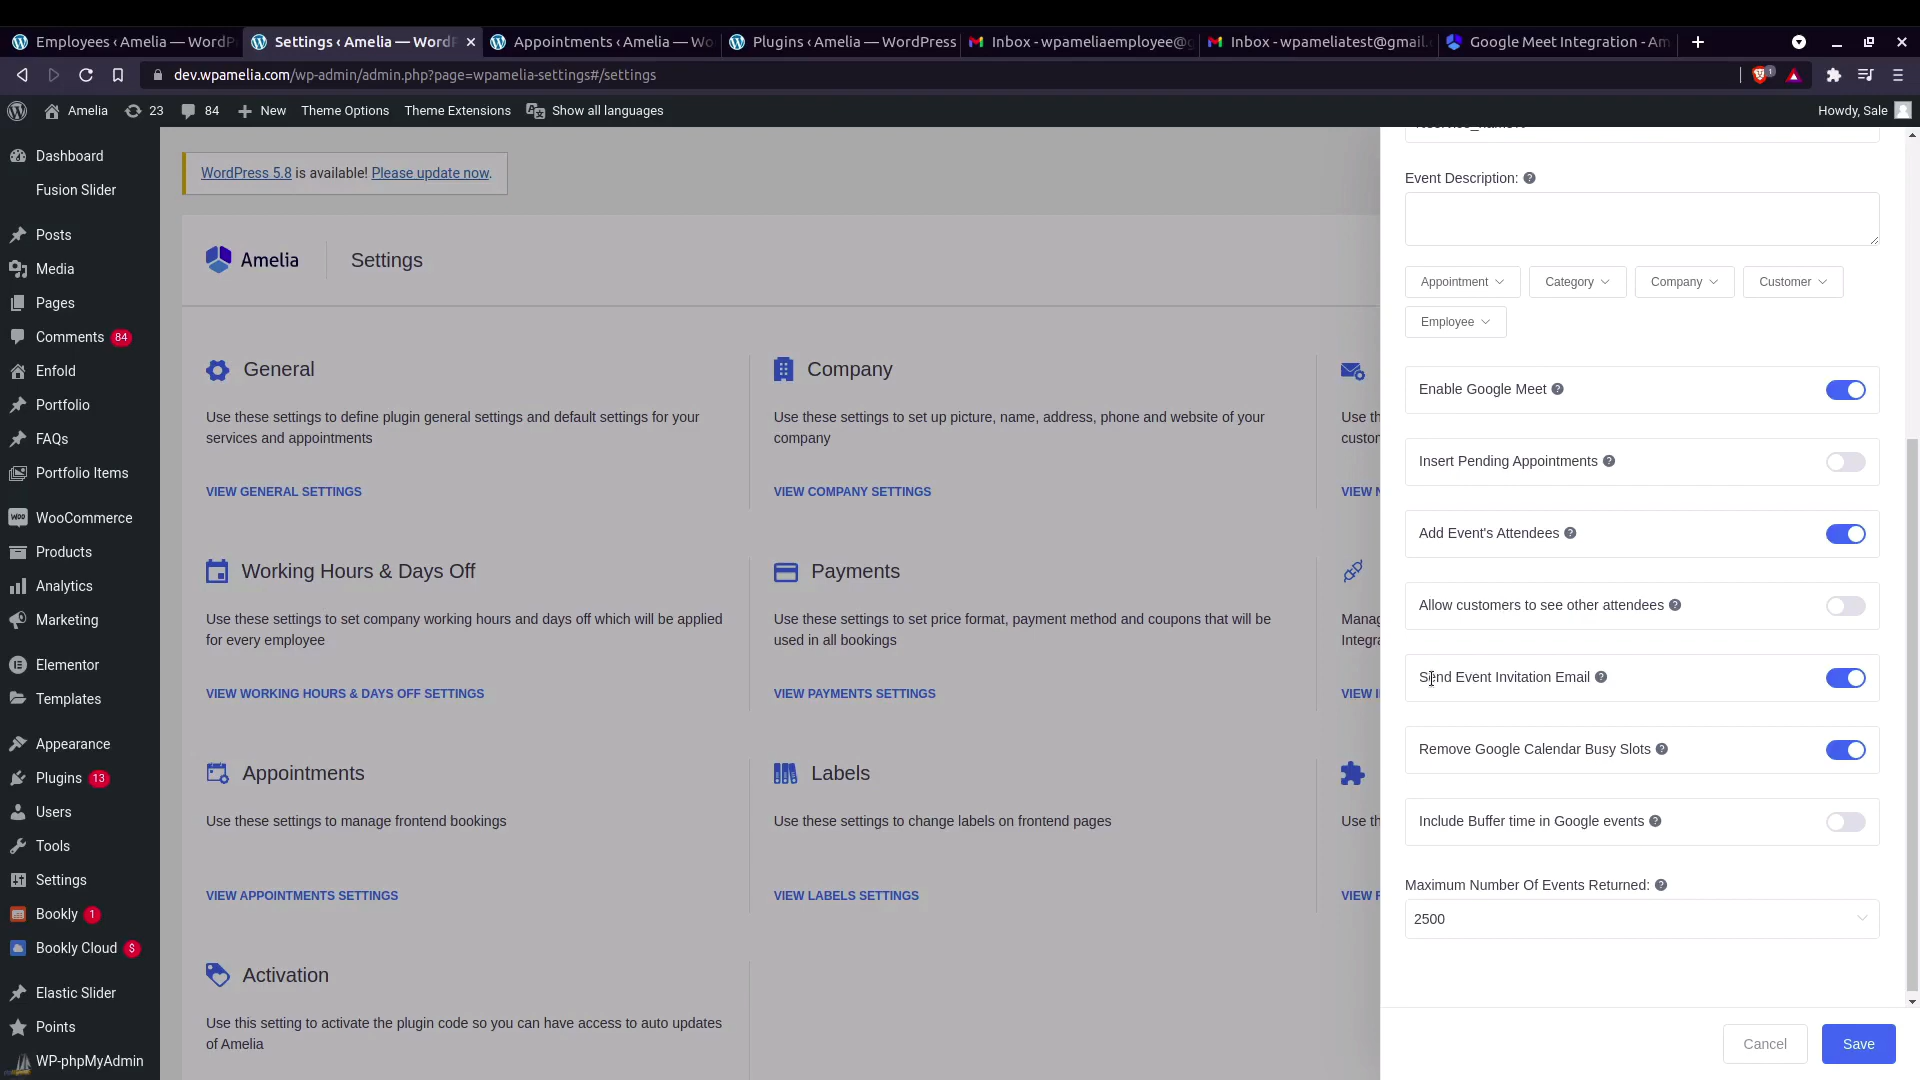 Employees ‹ Amelia — WordP
Settings ‹ Amelia — WordP
Appointments ‹ Amelia — Wo
Plugins ‹ Amelia — WordPress
Inbox - wpameliaemployee@g
Inbox - wpameliatest@gmail.
Google Meet Integration - Am
dev.wpamelia.com/wp-admin/admin.php?page=wpamelia-settings#/settings
1
Amelia
23
84
New
Theme Options
Theme Extensions
Show all languages
Howdy, Sale
Dashboard
Fusion Slider
Posts
Media
Pages
Comments 84
Enfold
Portfolio
FAQs
Portfolio Items
WooCommerce
Products
Analytics
Marketing
Elementor
Templates
Appearance
Plugins 13
Users
Tools
Settings
Bookly 1
Bookly Cloud $
Elastic Slider
Points
WP-phpMyAdmin
WordPress 5.8 is available! Please update now.
Amelia
Settings
General
Use these settings to define plugin general settings and default settings for your
services and appointments
VIEW GENERAL SETTINGS
Company
Use these settings to set up picture, name, address, phone and website of your
company
VIEW COMPANY SETTINGS
Use th
custon
VIEW N
Working Hours & Days Off
Use these settings to set company working hours and days off which will be applied
for every employee
VIEW WORKING HOURS & DAYS OFF SETTINGS
Payments
Use these settings to set price format, payment method and coupons that will be
used in all bookings
VIEW PAYMENTS SETTINGS
Manag
Integra
VIEW I
Appointments
Use these settings to manage frontend bookings
VIEW APPOINTMENTS SETTINGS
Labels
Use these settings to change labels on frontend pages
VIEW LABELS SETTINGS
Use th
VIEW F
Activation
Use this setting to activate the plugin code so you can have access to auto updates
of Amelia
Event Description:
Appointment
Category
Company
Customer
Employee
Enable Google Meet
Insert Pending Appointments
Add Event's Attendees
Allow customers to see other attendees
Send Event Invitation Email
Remove Google Calendar Busy Slots
Include Buffer time in Google events
Maximum Number Of Events Returned:
2500
Cancel
Save